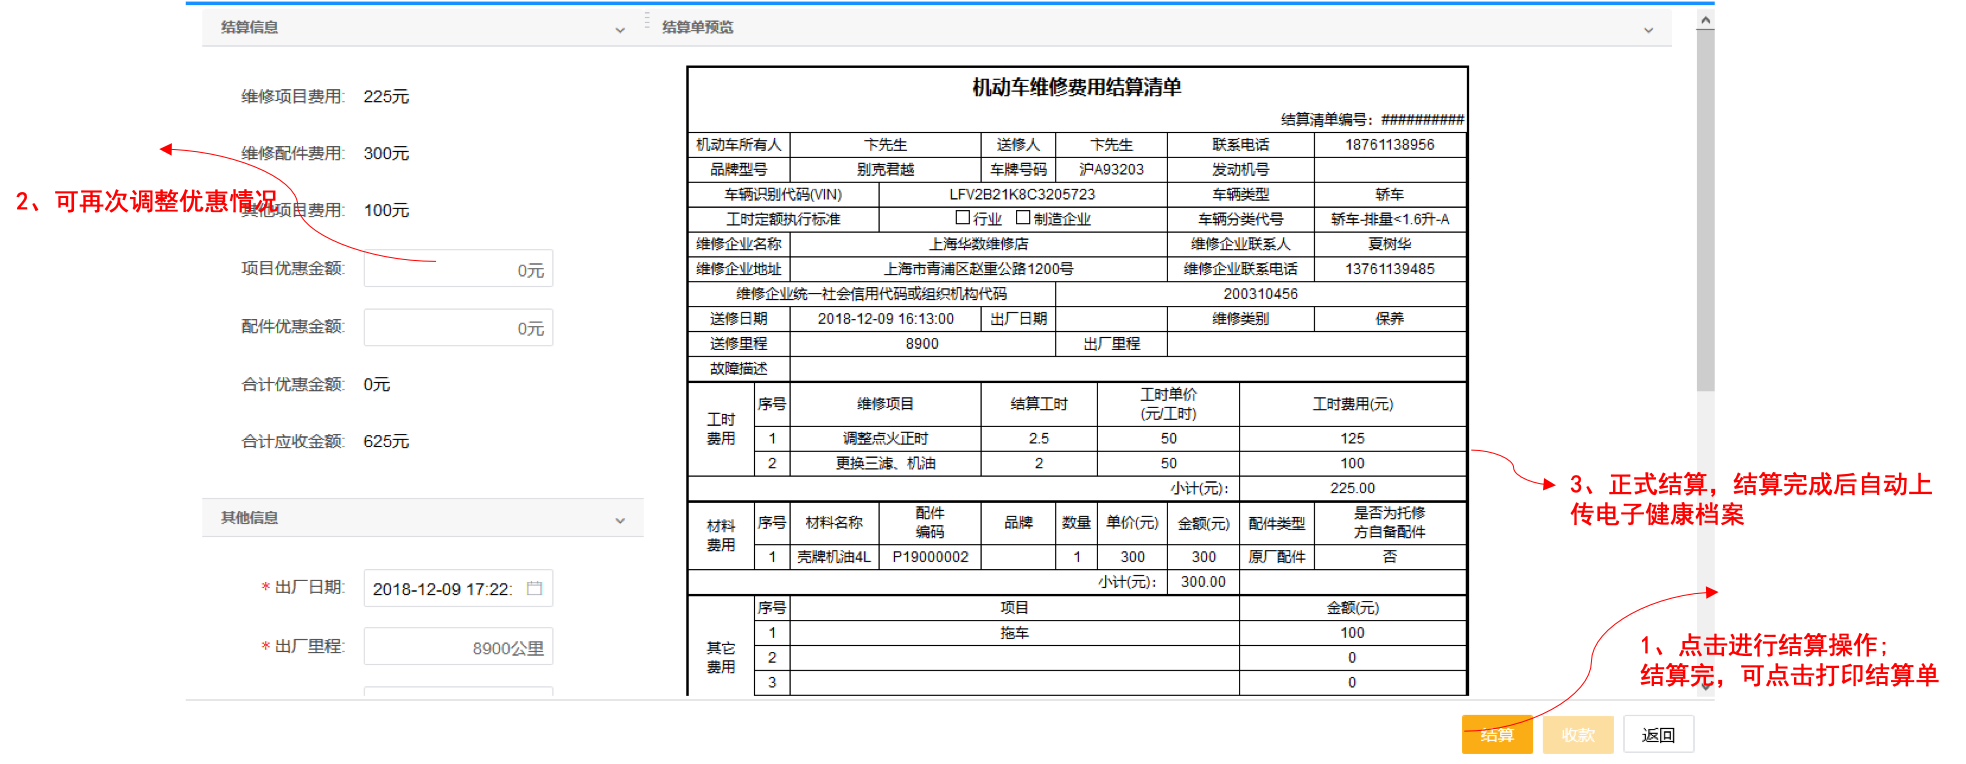 结算信息
结算单预览
维修项目费用: 225元
维修配件费用: 300元
其他项目费用: 100元
项目优惠金额: 0元
配件优惠金额: 0元
合计优惠金额: 0元
合计应收金额: 625元
其他信息
* 出厂日期: 2018-12-09 17:22:
* 出厂里程: 8900公里
2、可再次调整优惠情况
机动车维修费用结算清单
结算清单编号：##########
机动车所有人 卞先生 送修人 卞先生 联系电话 18761138956
品牌型号 别克君越 车牌号码 沪A93203 发动机号
车辆识别代码(VIN) LFV2B21K8C3205723 车辆类型 轿车
工时定额执行标准 □行业 □制造企业 车辆分类代号 轿车-排量<1.6升-A
维修企业名称 上海华数维修店 维修企业联系人 夏树华
维修企业地址 上海市青浦区赵重公路1200号 维修企业联系电话 13761139485
维修企业统一社会信用代码或组织机构代码 200310456
送修日期 2018-12-09 16:13:00 出厂日期 维修类别 保养
送修里程 8900 出厂里程
故障描述
工时
费用
序号 维修项目 结算工时 工时单价
(元/工时)
工时费用(元)
1 调整点火正时 2.5 50 125
2 更换三滤、机油 2 50 100
小计(元)： 225.00
材料
费用
序号 材料名称 配件
编码
品牌 数量 单价(元) 金额(元) 配件类型 是否为托修
方自备配件
1 壳牌机油4L P19000002 1 300 300 原厂配件 否
小计(元)： 300.00
其它
费用
序号 项目 金额(元)
1 拖车 100
2 0
3 0
3、正式结算，结算完成后自动上
传电子健康档案
1、点击进行结算操作;
结算完，可点击打印结算单
结算 收款 返回